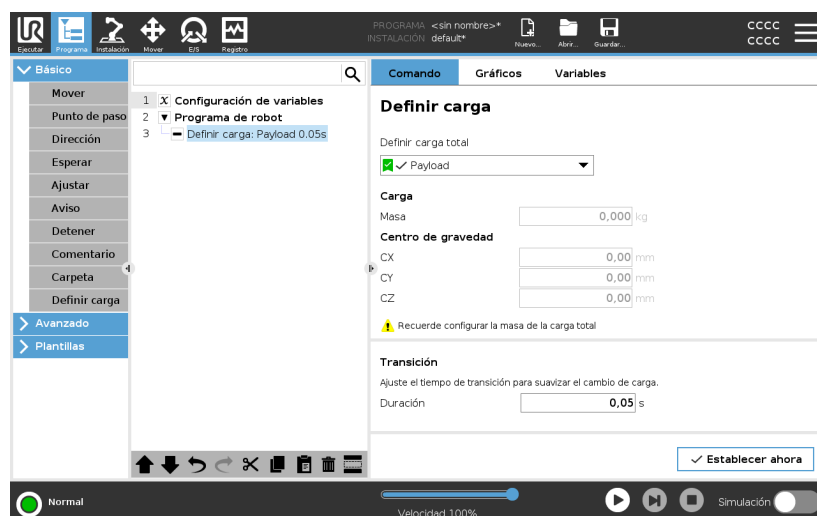 UR
Ejecutar
Programa
Instalación
Mover
E/S
Registro
PROGRAMA <sin nombre>*
INSTALACIÓN default*
Nuevo...
Abrir...
Guardar...
CCCC
CCCC
Básico
Mover
Punto de paso
Dirección
Esperar
Ajustar
Aviso
Detener
Comentario
Carpeta
Definir carga
Avanzado
Plantillas
1 X Configuración de variables
2 Programa de robot
3 Definir carga: Payload 0.05s
Comando Gráficos Variables
Definir carga
Definir carga total
Payload
Carga
Masa 0,000 kg
Centro de gravedad
CX 0,00 mm
CY 0,00 mm
CZ 0,00 mm
Recuerde configurar la masa de la carga total
Transición
Ajuste el tiempo de transición para suavizar el cambio de carga.
Duración 0,05 s
Establecer ahora
Normal
Velocidad 100%
Simulación